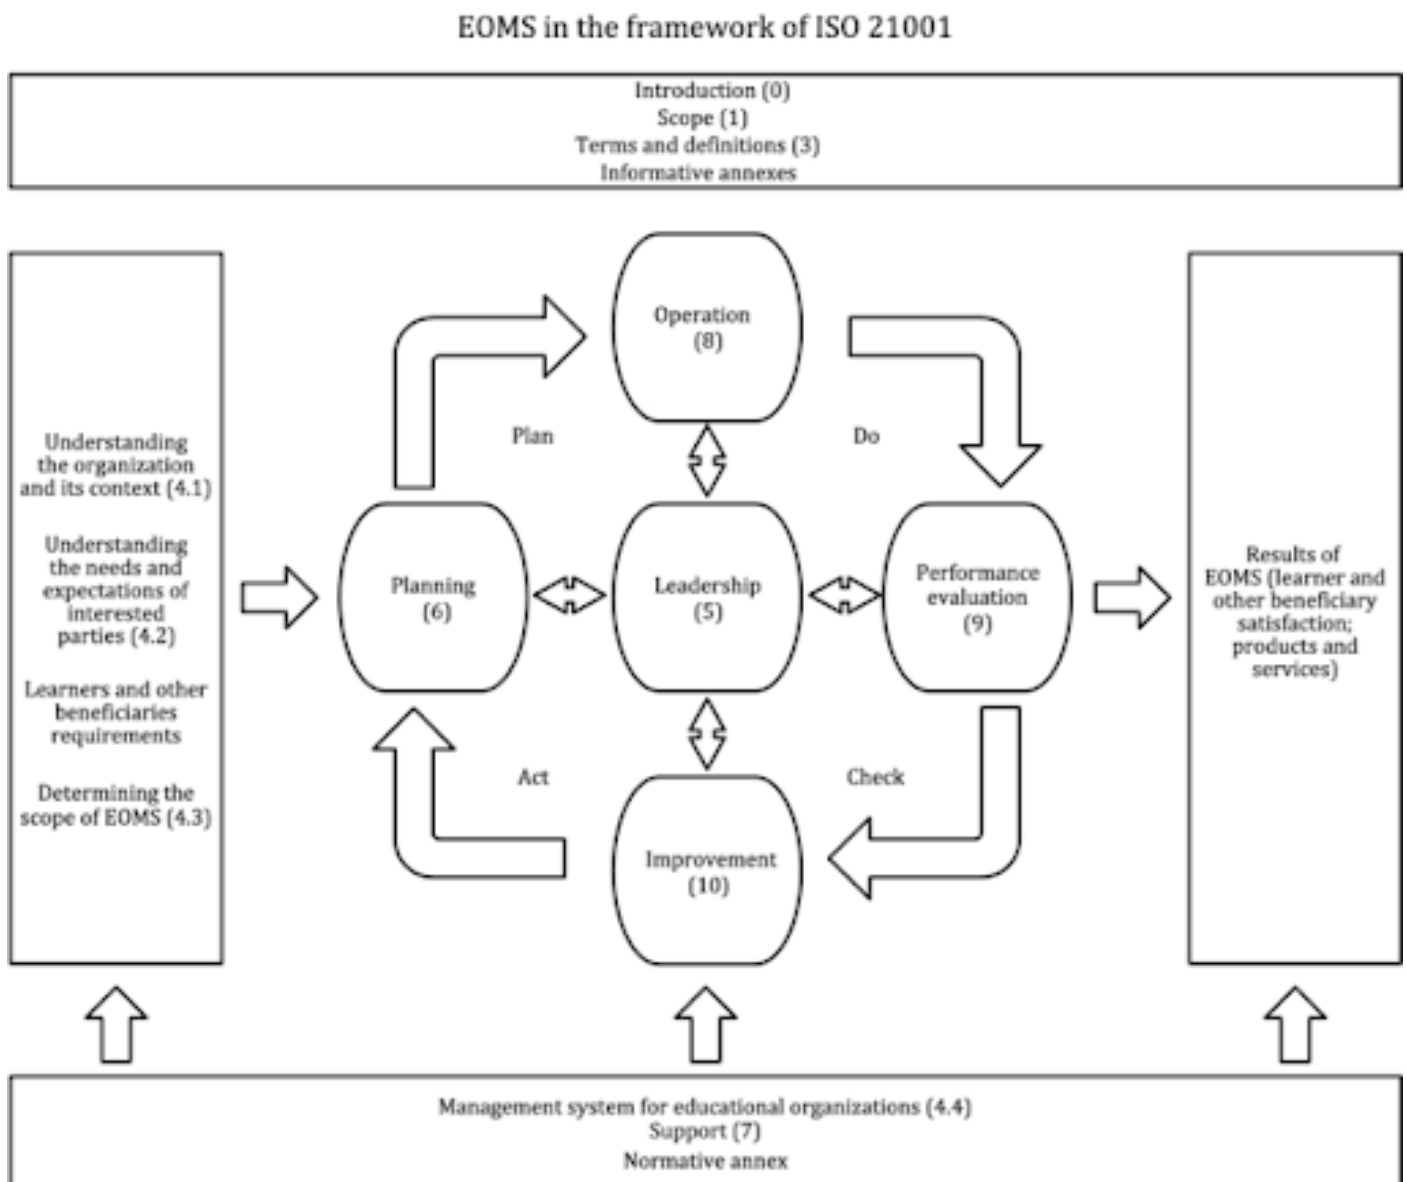 EOMS in the framework of ISO 21001
Introduction (0)
Scope (1)
Terms and definitions (3)
Informative annexes
Understanding
the organization
and its context (4.1)
Understanding
the needs and
expectations of
interested
parties (4.2)
Learners and other
beneficiaries
requirements
Determining the
scope of EOMS (4.3)
Operation
(8)
Plan
Do
Planning
(6)
Leadership
(5)
Performance
evaluation
(9)
Act
Check
Improvement
(10)
Results of
EOMS (learner and
other beneficiary
satisfaction;
products and
services)
Management system for educational organizations (4.4)
Support (7)
Normative annex